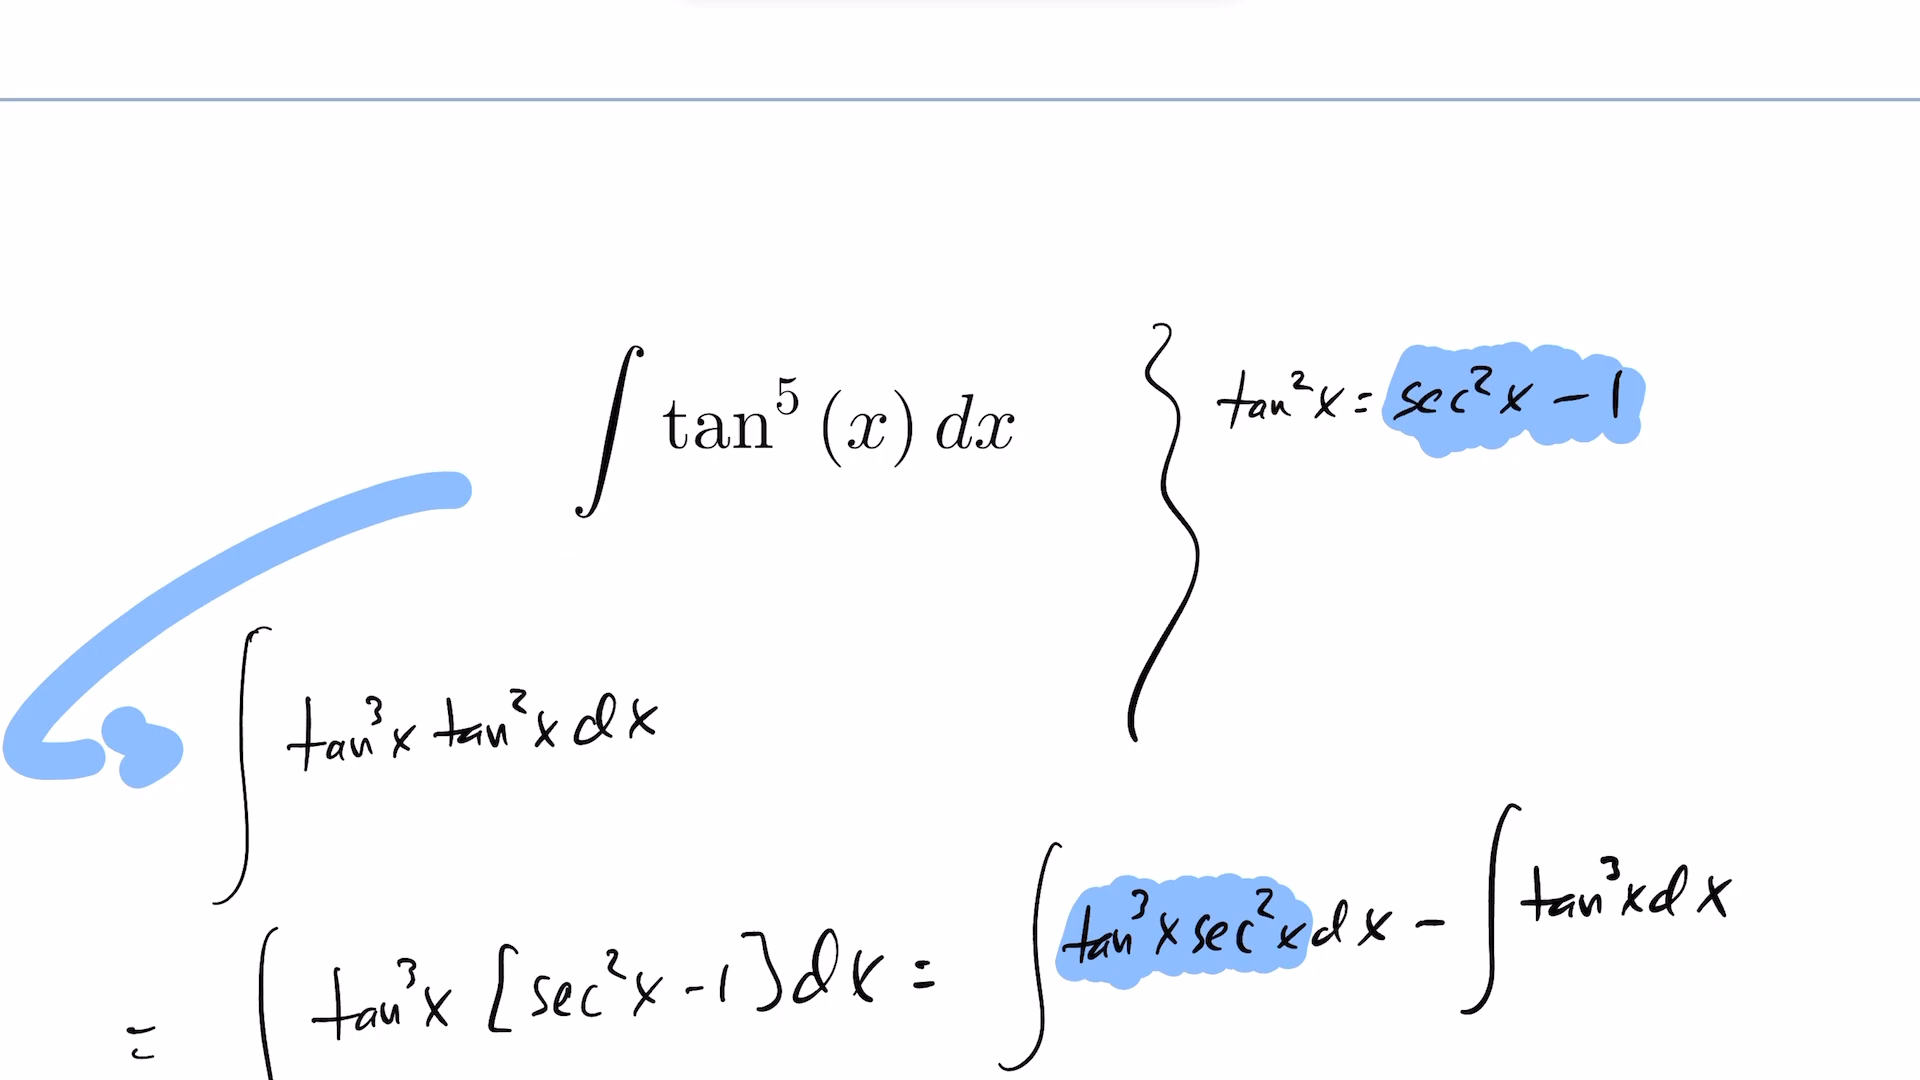 ∫ tan⁵ (x) dx
tan²x = sec²x − 1
∫ tan³x tan²x dx
= ∫ tan³x [sec²x − 1] dx = ∫ tan³x sec²x dx − ∫ tan³x dx